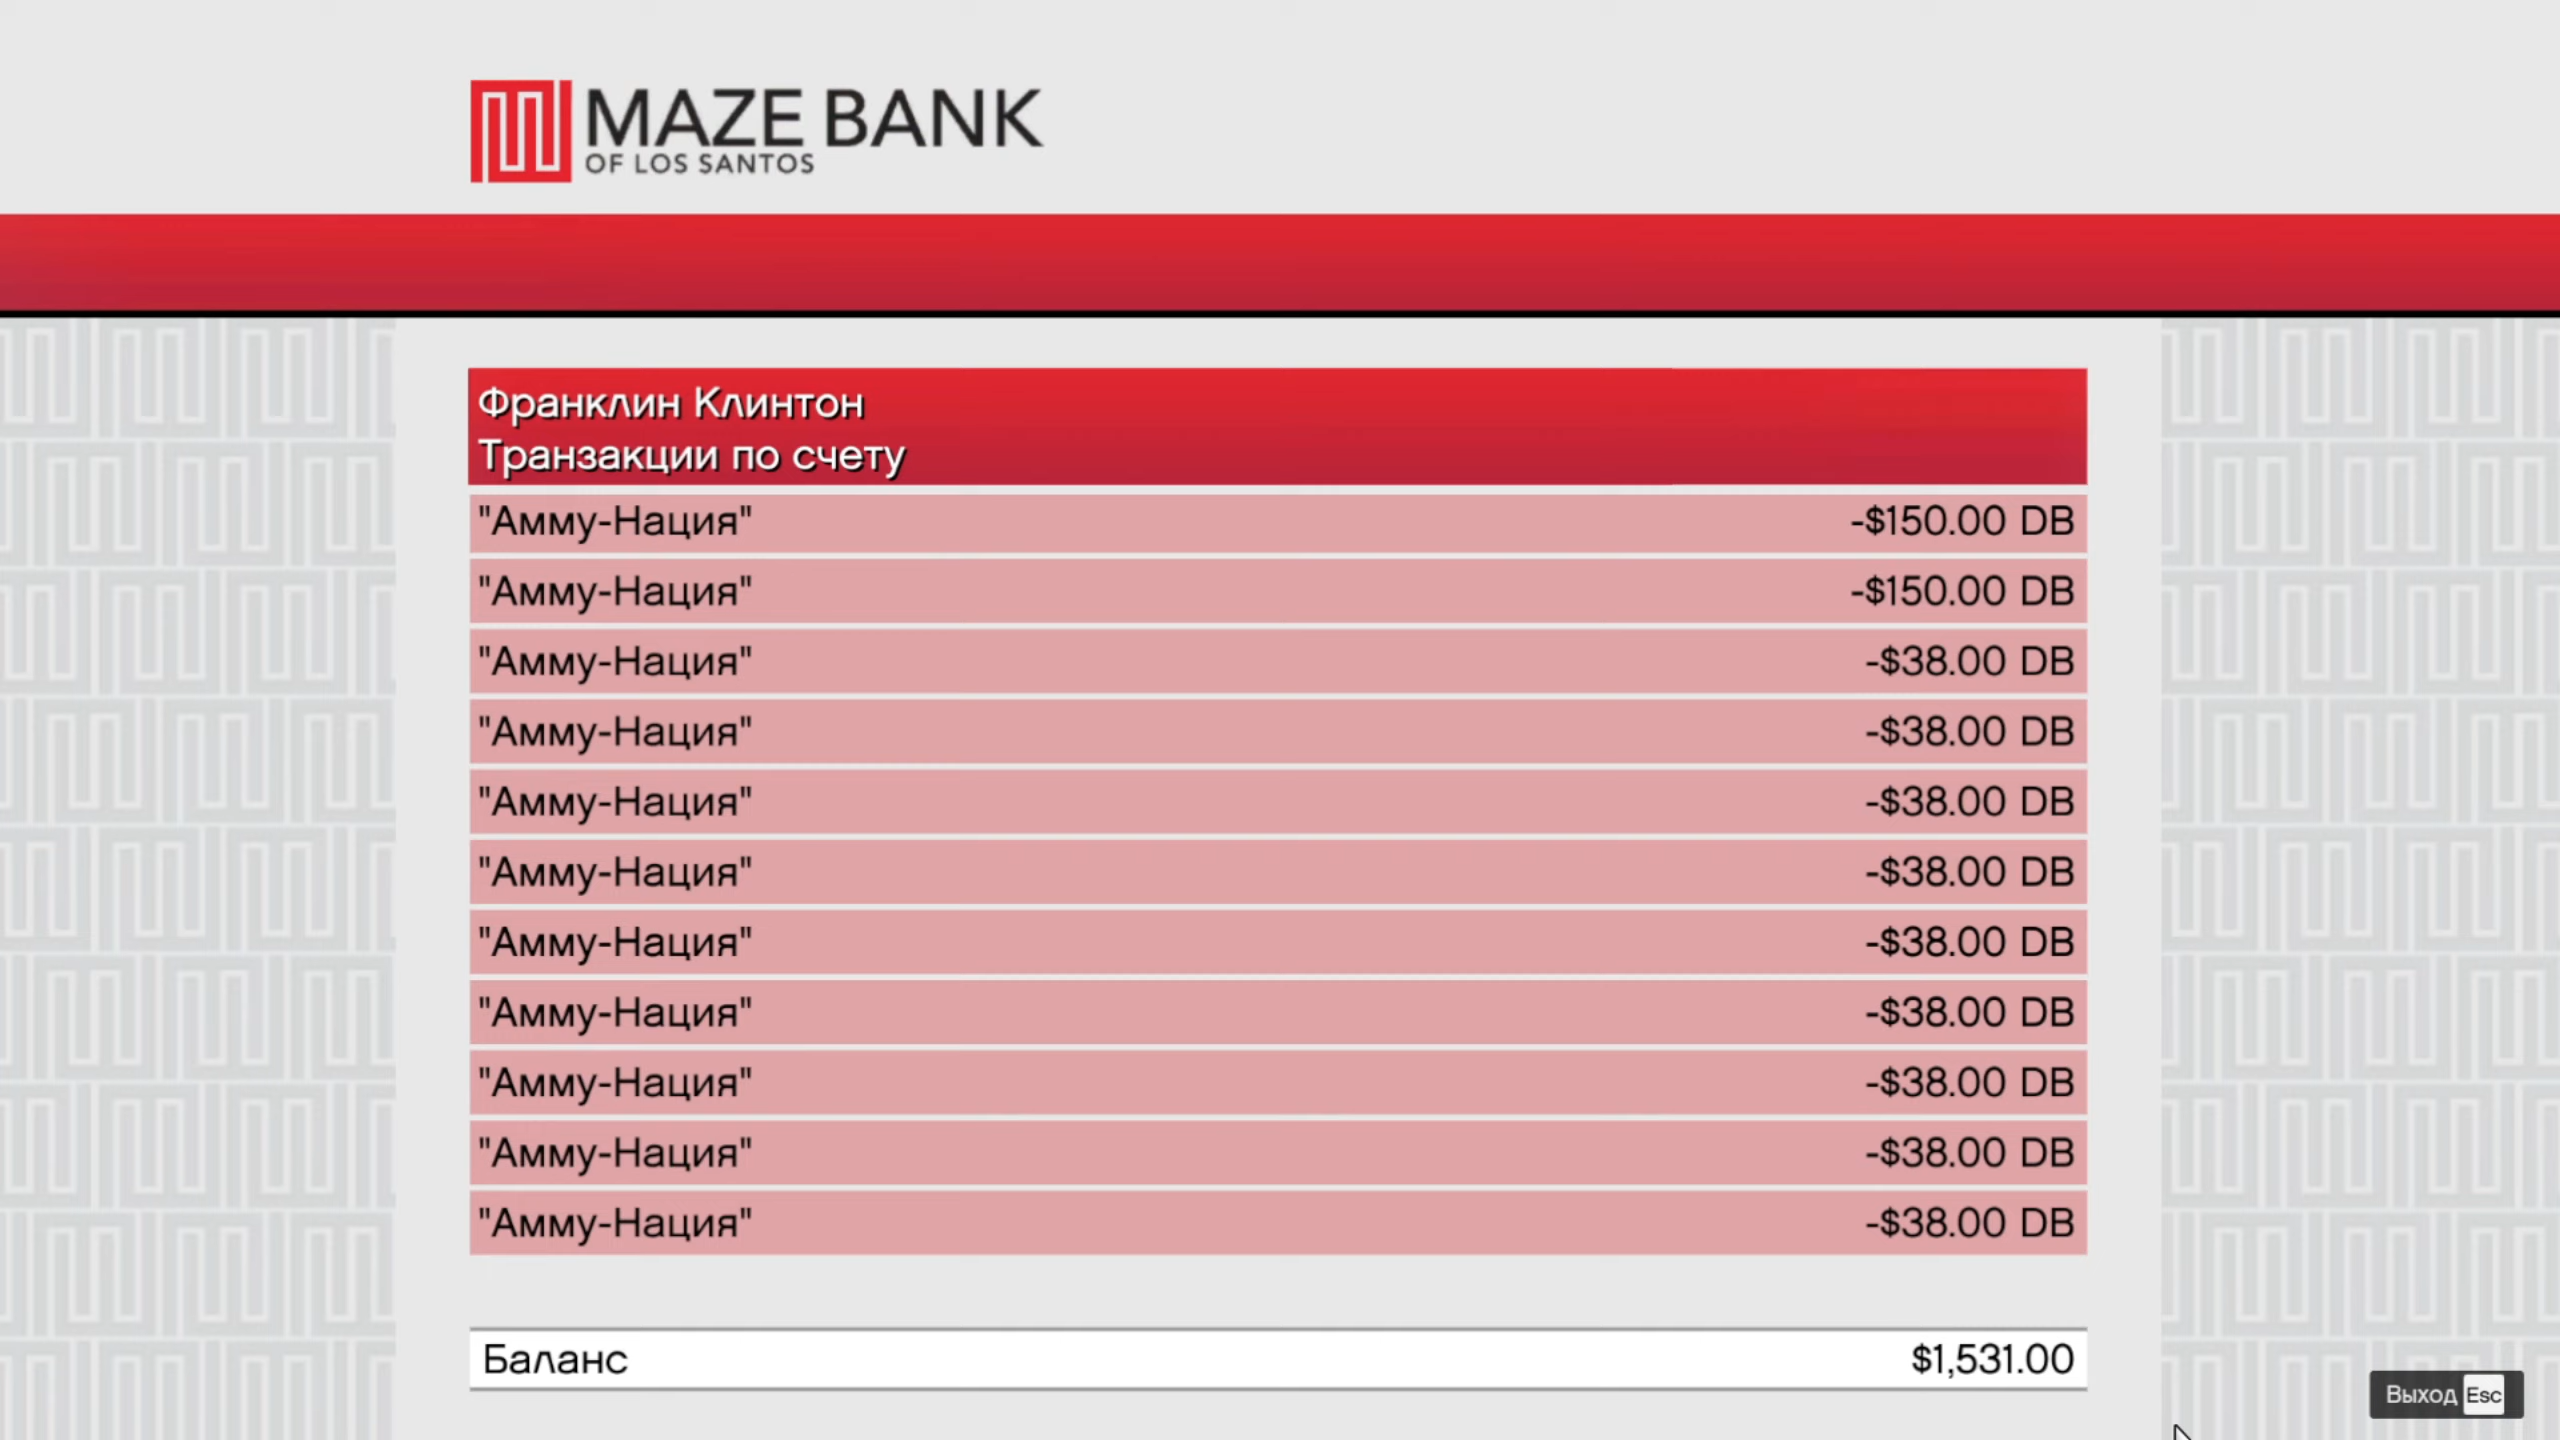 MAZE BANK
OF LOS SANTOS
Франклин Клинтон
Транзакции по счету
"Амму-Нация" -$150.00 DB
"Амму-Нация" -$150.00 DB
"Амму-Нация" -$38.00 DB
"Амму-Нация" -$38.00 DB
"Амму-Нация" -$38.00 DB
"Амму-Нация" -$38.00 DB
"Амму-Нация" -$38.00 DB
"Амму-Нация" -$38.00 DB
"Амму-Нация" -$38.00 DB
"Амму-Нация" -$38.00 DB
"Амму-Нация" -$38.00 DB
Баланс $1,531.00
Выход Esc